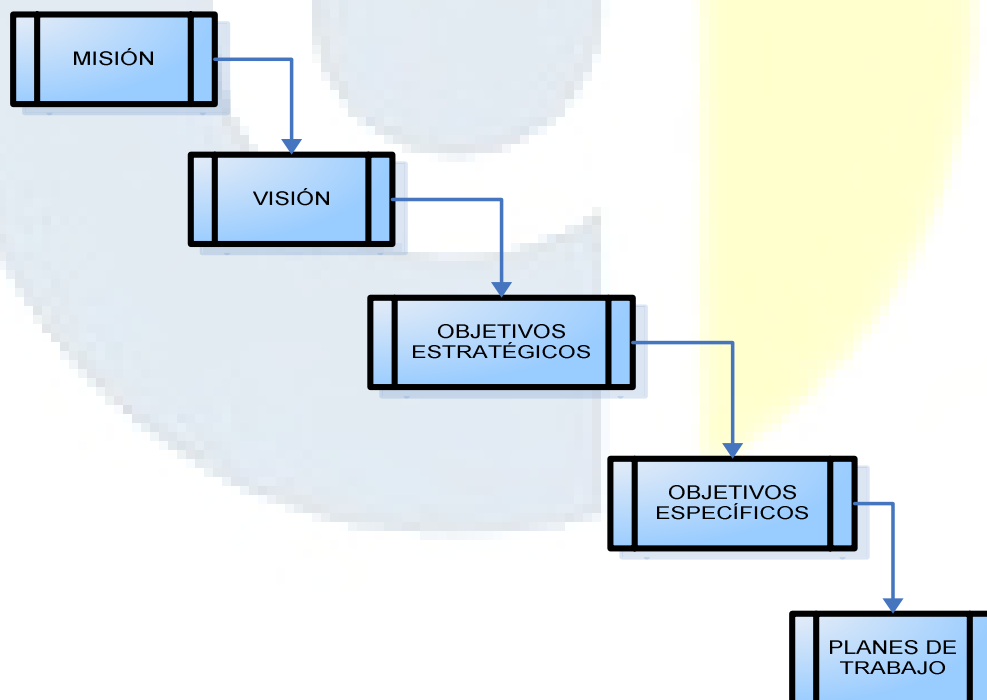 MISIÓN
VISIÓN
OBJETIVOS
ESTRATÉGICOS
OBJETIVOS
ESPECÍFICOS
PLANES DE
TRABAJO